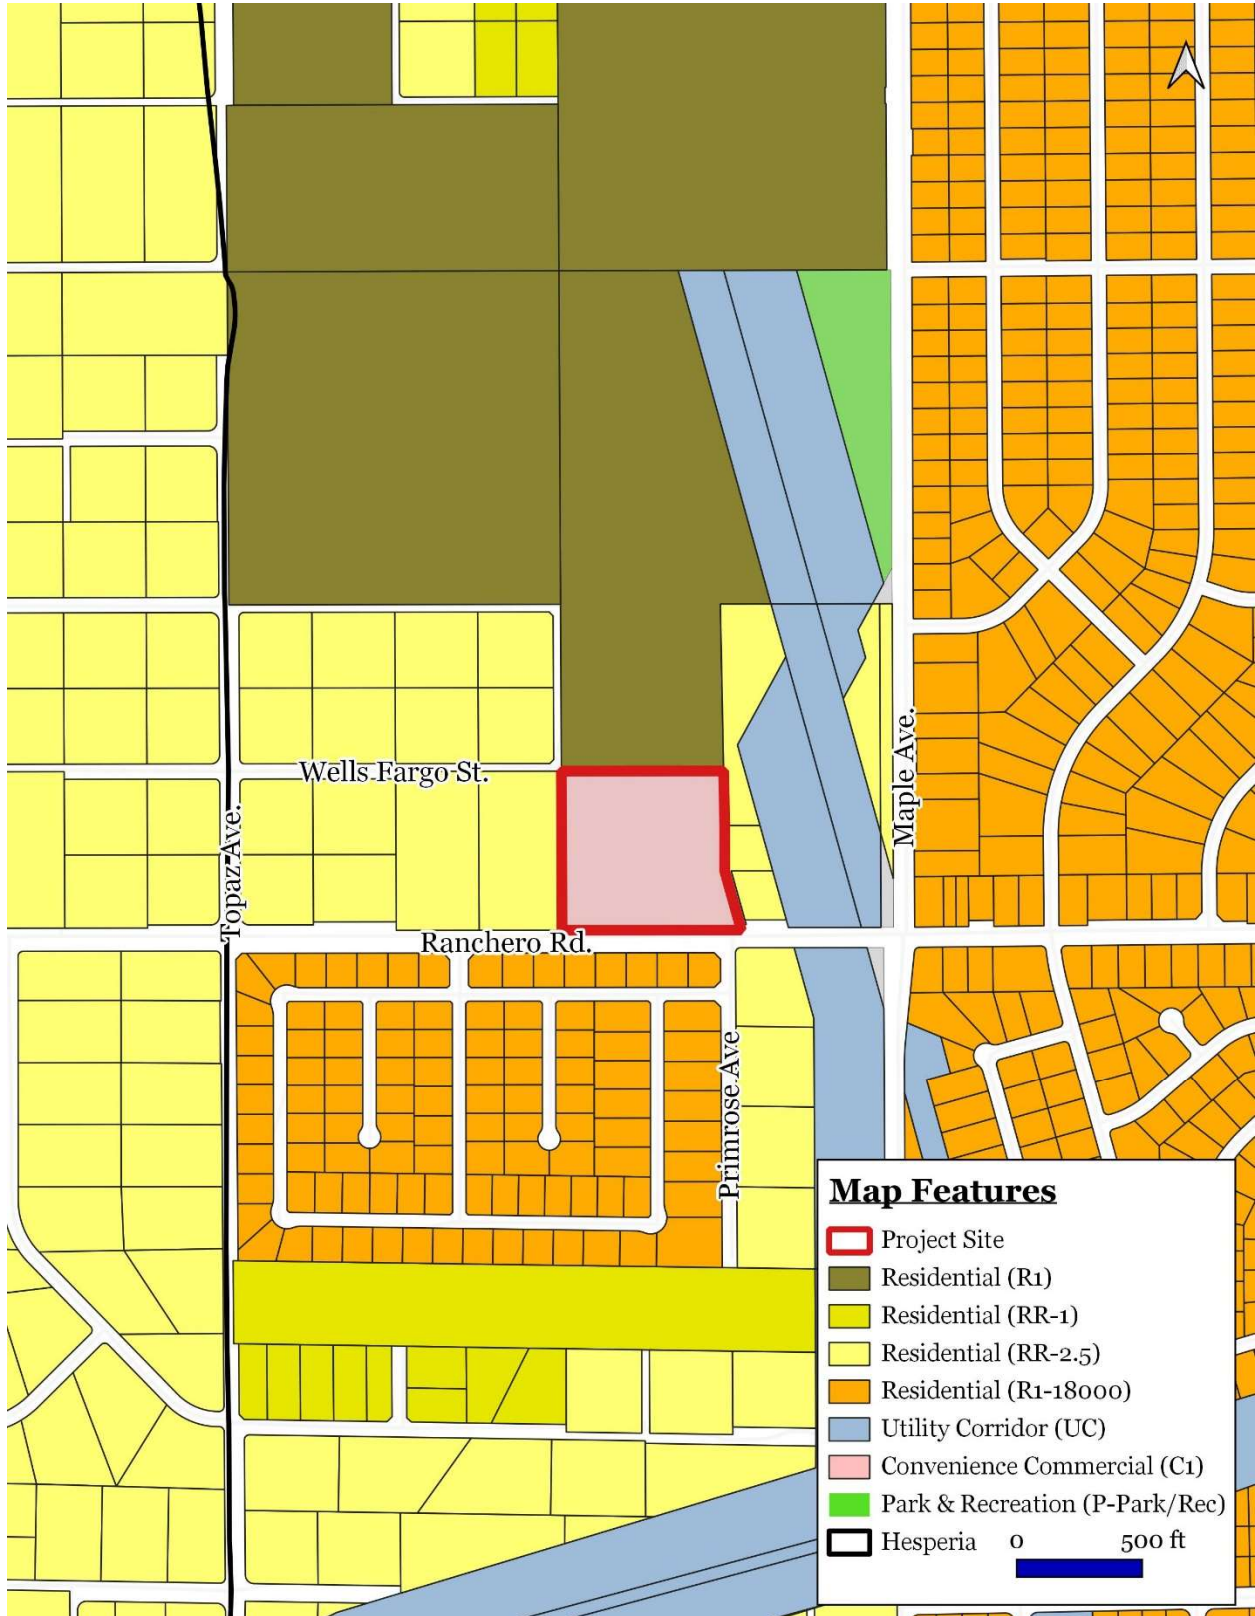 Wells Fargo St.
Topaz Ave.
Maple Ave.
Ranchero Rd.
Primrose Ave
Map Features
Project Site
Residential (R1)
Residential (RR-1)
Residential (RR-2.5)
Residential (R1-18000)
Utility Corridor (UC)
Convenience Commercial (C1)
Park & Recreation (P-Park/Rec)
Hesperia 0 500 ft